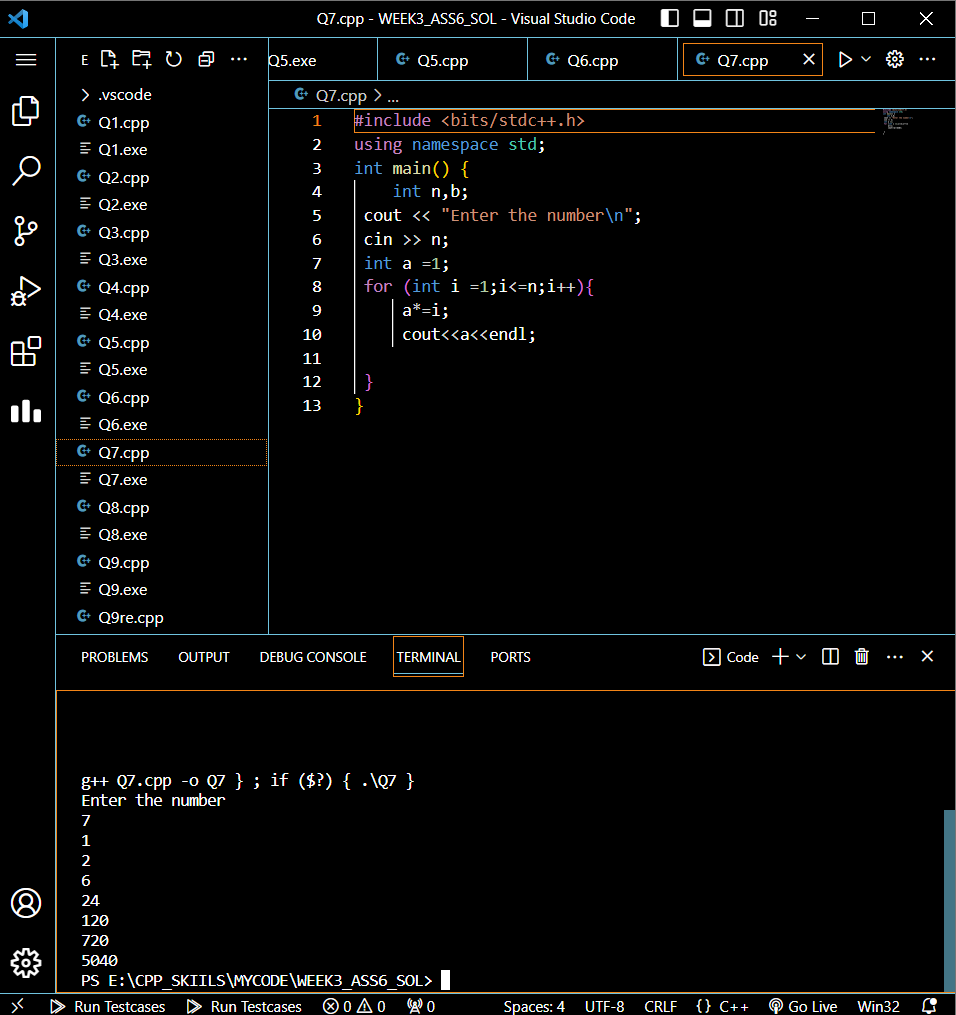 Q7.cpp - WEEK3_ASS6_SOL - Visual Studio Code
E
Q5.exe
Q5.cpp
Q6.cpp
Q7.cpp
Q7.cpp > ...
.vscode
Q1.cpp
Q1.exe
Q2.cpp
Q2.exe
Q3.cpp
Q3.exe
Q4.cpp
Q4.exe
Q5.cpp
Q5.exe
Q6.cpp
Q6.exe
Q7.cpp
Q7.exe
Q8.cpp
Q8.exe
Q9.cpp
Q9.exe
Q9re.cpp
1 #include <bits/stdc++.h>
2 using namespace std;
3 int main() {
4 int n,b;
5 cout << "Enter the number\n";
6 cin >> n;
7 int a =1;
8 for (int i =1;i<=n;i++){
9 a*=i;
10 cout<<a<<endl;
11
12 }
13 }
PROBLEMS OUTPUT DEBUG CONSOLE TERMINAL PORTS Code
g++ Q7.cpp -o Q7 } ; if ($?) { .\Q7 }
Enter the number
7
1
2
6
24
120
720
5040
PS E:\CPP_SKIILS\MYCODE\WEEK3_ASS6_SOL>
Run Testcases Run Testcases 0 0 0 Spaces: 4 UTF-8 CRLF {} C++ Go Live Win32